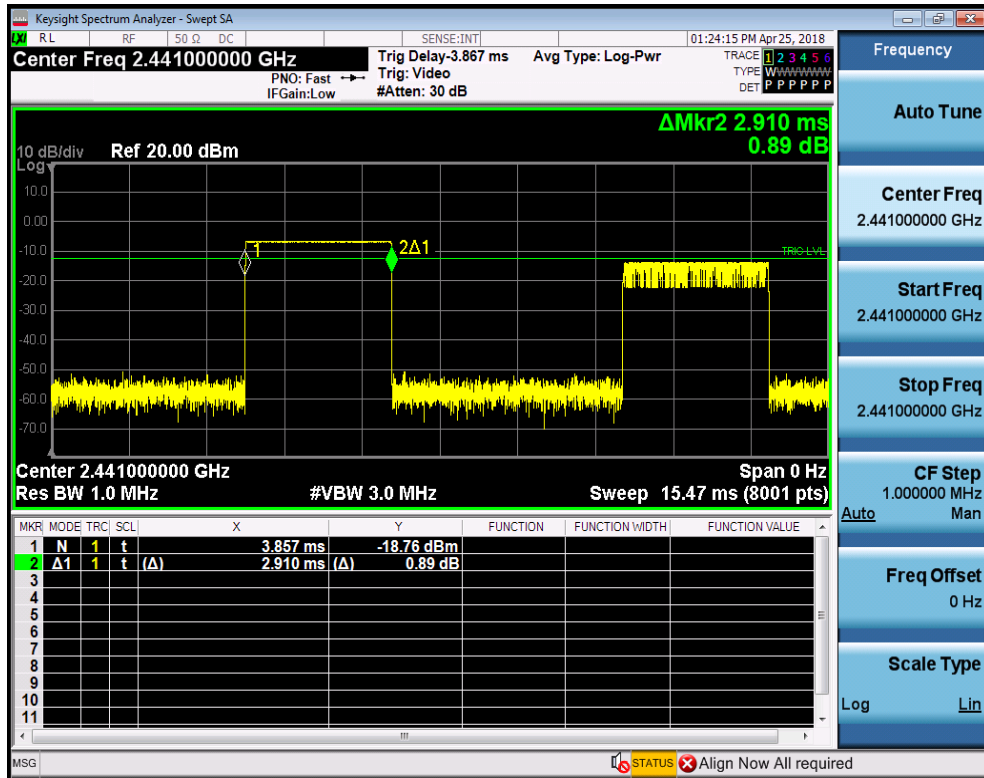 Keysight Spectrum Analyzer - Swept SA
LXI RL RF 50 Ω DC SENSE:INT 01:24:15 PM Apr 25, 2018
Center Freq 2.441000000 GHz
Trig Delay-3.867 ms Avg Type: Log-Pwr
TRACE 1 2 3 4 5 6
PNO: Fast Trig: Video
TYPE WWWWWW
IFGain:Low #Atten: 30 dB
DET P P P P P P
ΔMkr2 2.910 ms
0.89 dB
10 dB/div Ref 20.00 dBm
Log
10.0
0.00
-10.0
1
2Δ1
TRIG LVL
-20.0
-30.0
-40.0
-50.0
-60.0
-70.0
Center 2.441000000 GHz Span 0 Hz
Res BW 1.0 MHz #VBW 3.0 MHz Sweep 15.47 ms (8001 pts)
MKR MODE TRC SCL X Y FUNCTION FUNCTION WIDTH FUNCTION VALUE
1 N 1 t 3.857 ms -18.76 dBm
2 Δ1 1 t (Δ) 2.910 ms (Δ) 0.89 dB
3
4
5
6
7
8
9
10
11
MSG STATUS Align Now All required
Frequency
Auto Tune
Center Freq
2.441000000 GHz
Start Freq
2.441000000 GHz
Stop Freq
2.441000000 GHz
CF Step
1.000000 MHz
Auto Man
Freq Offset
0 Hz
Scale Type
Log Lin